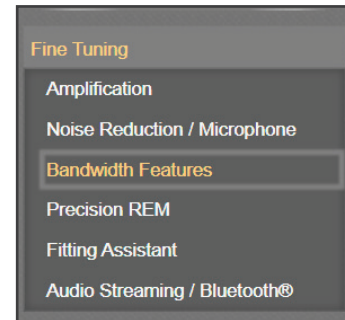 Fine Tuning
Amplification
Noise Reduction / Microphone
Bandwidth Features
Precision REM
Fitting Assistant
Audio Streaming / Bluetooth®